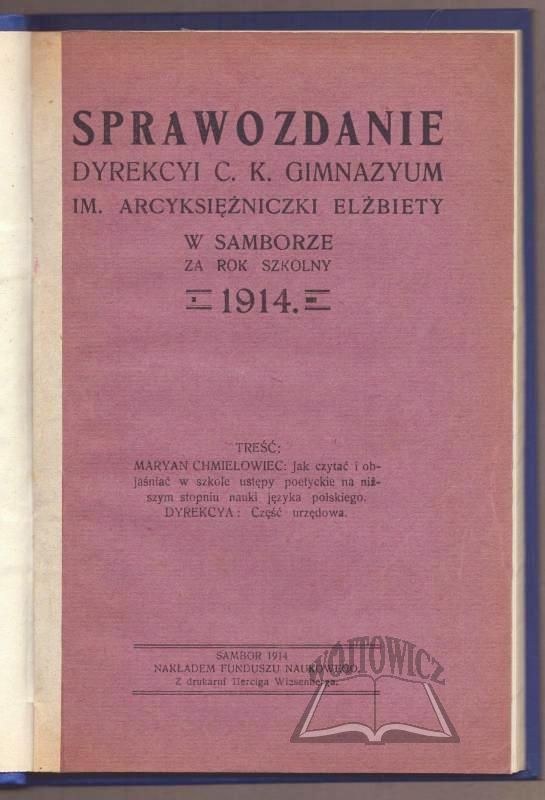 SPRAWOZDANIE
DYREKCYI C. K. GIMNAZYUM
IM. ARCYKSIĘŻNICZKI ELŻBIETY
W SAMBORZE
ZA ROK SZKOLNY
1914.
TREŚĆ:
MARYAN CHMIELOWIEC: Jak czytać i ob-
jaśniać w szkole ustępy poetyckie na niż-
szym stopniu nauki języka polskiego.
DYREKCYA: Część urzędowa.
SAMBOR 1914
NAKŁADEM FUNDUSZU NAUKOWEGO.
Z drukarni Herciga
WÓJTOWICZ